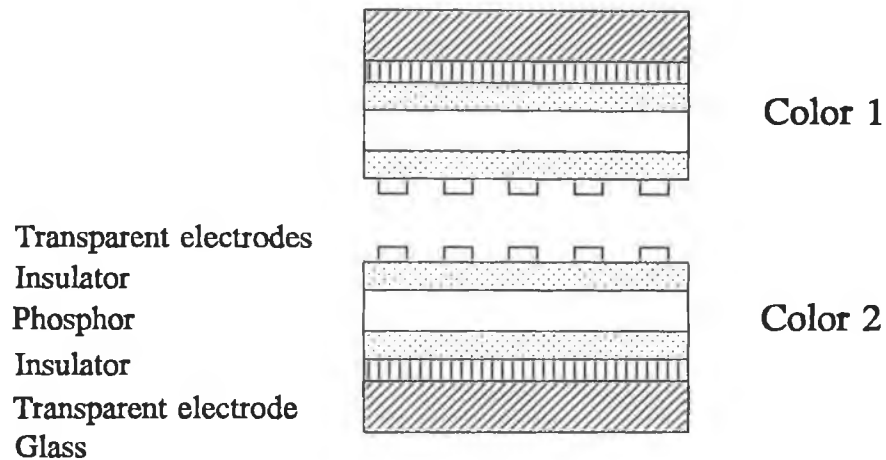 Color 1
Transparent electrodes
Insulator
Phosphor
Color 2
Insulator
Transparent electrode
Glass